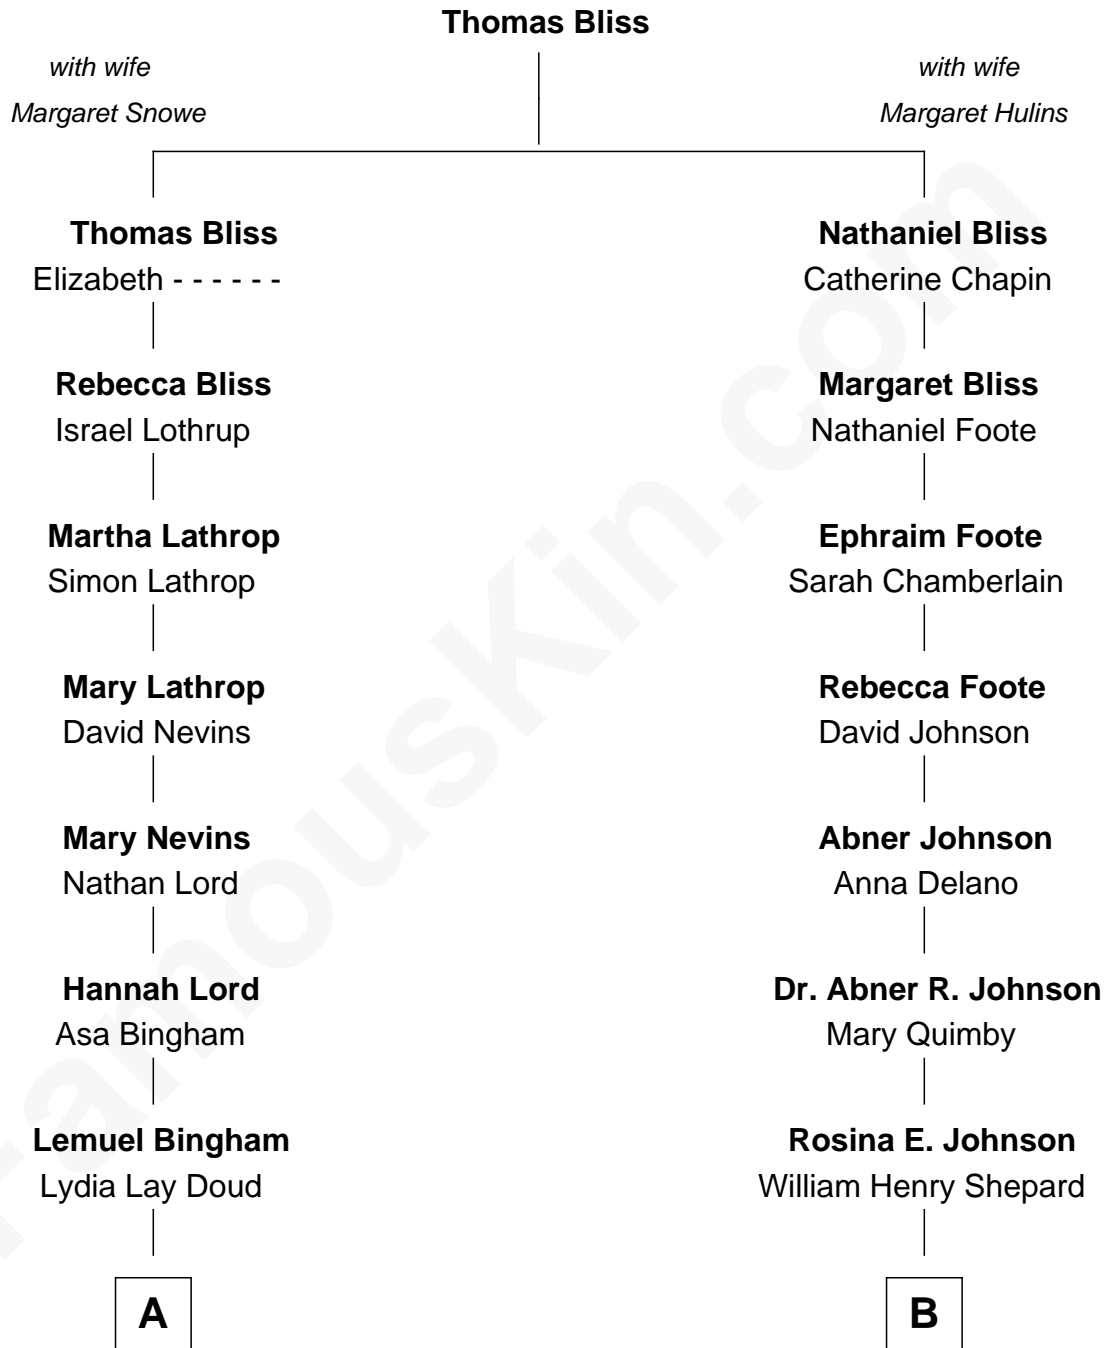 Thomas Bliss
with wife
Margaret Snowe
with wife
Margaret Hulins
Thomas Bliss
Elizabeth - - - - - -
Nathaniel Bliss
Catherine Chapin
Rebecca Bliss
Israel Lothrup
Margaret Bliss
Nathaniel Foote
Martha Lathrop
Simon Lathrop
Ephraim Foote
Sarah Chamberlain
Mary Lathrop
David Nevins
Rebecca Foote
David Johnson
Mary Nevins
Nathan Lord
Abner Johnson
Anna Delano
Hannah Lord
Asa Bingham
Dr. Abner R. Johnson
Mary Quimby
Lemuel Bingham
Lydia Lay Doud
Rosina E. Johnson
William Henry Shepard
A
B
FamousKin.com